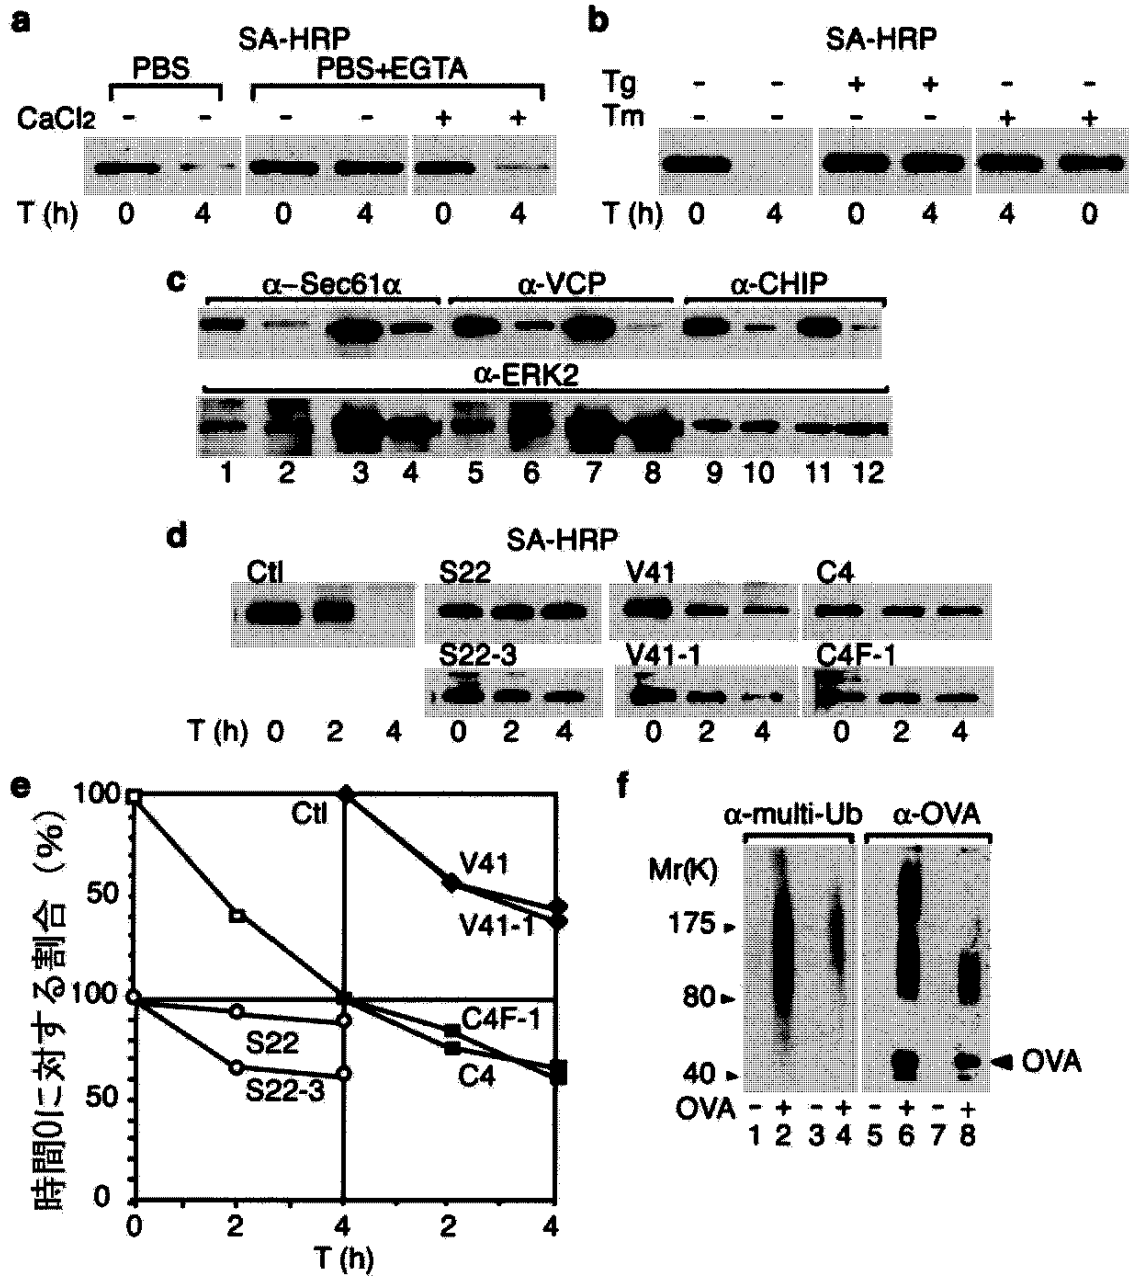 a
SA-HRP
PBS PBS+EGTA
CaCl2 - - - - + +
T (h) 0 4 0 4 0 4
b
SA-HRP
Tg - - + + - -
Tm - - - - + +
T (h) 0 4 0 4 4 0
c
α-Sec61α α-VCP α-CHIP
α-ERK2
1 2 3 4 5 6 7 8 9 10 11 12
d
SA-HRP
Ctl S22 V41 C4
S22-3 V41-1 C4F-1
T (h) 0 2 4 0 2 4 0 2 4 0 2 4
e
時間0に対する割合 (%)
100
50
100
50
0
Ctl
V41
V41-1
S22
S22-3
C4F-1
C4
0 2 4 2 4
T (h)
f
α-multi-Ub α-OVA
Mr(K)
175
80
40
OVA
OVA - + - + - + - +
1 2 3 4 5 6 7 8